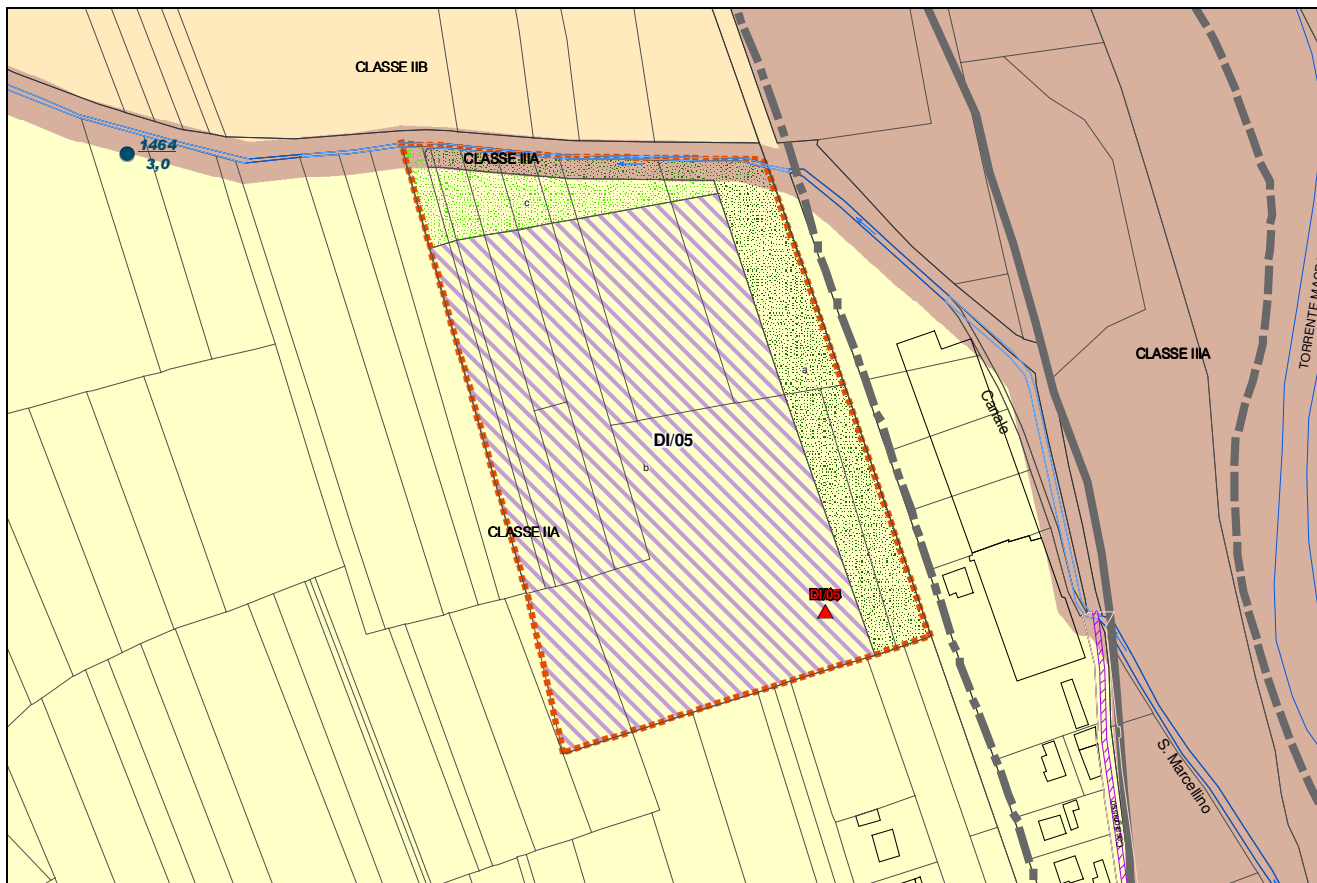 CLASSE IIB
1464
3,0
CLASSE IIIA
c
a
CLASSE IIIA
Canale
DI/05
b
CLASSE IIA
DI/05
S. Marcellino